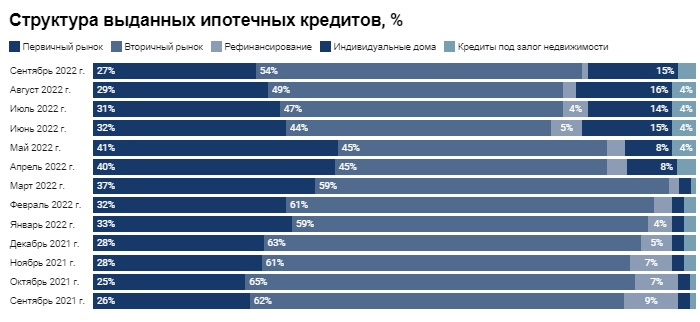 Структура выданных ипотечных кредитов, %
Первичный рынок Вторичный рынок Рефинансирование Индивидуальные дома Кредиты под залог недвижимости
Сентябрь 2022 г. 27% 54% 15%
Август 2022 г. 29% 49% 16% 4%
Июль 2022 г. 31% 47% 4% 14% 4%
Июнь 2022 г. 32% 44% 5% 15% 4%
Май 2022 г. 41% 45% 8% 4%
Апрель 2022 г. 40% 45% 8%
Март 2022 г. 37% 59%
Февраль 2022 г. 32% 61%
Январь 2022 г. 33% 59% 4%
Декабрь 2021 г. 28% 63% 5%
Ноябрь 2021 г. 28% 61% 7%
Октябрь 2021 г. 25% 65% 7%
Сентябрь 2021 г. 26% 62% 9%